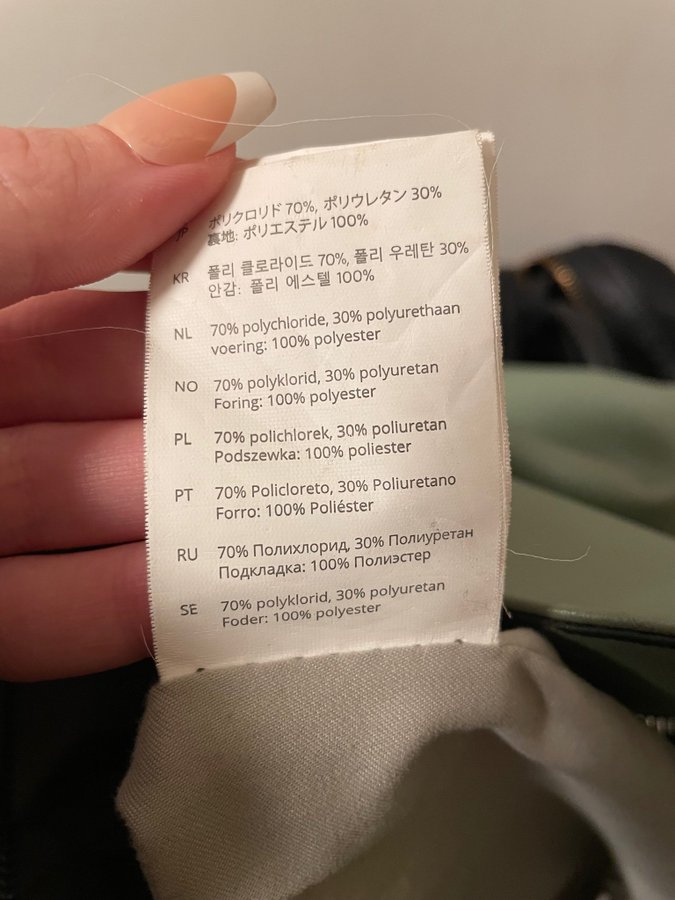 JP ポリクロリド 70%, ポリウレタン 30%
裏地: ポリエステル 100%
KR 폴리 클로라이드 70%, 폴리 우레탄 30%
안감: 폴리 에스텔 100%
NL 70% polychloride, 30% polyurethaan
voering: 100% polyester
NO 70% polyklorid, 30% polyuretan
Foring: 100% polyester
PL 70% polichlorek, 30% poliuretan
Podszewka: 100% poliester
PT 70% Policloreto, 30% Poliuretano
Forro: 100% Poliéster
RU 70% Полихлорид, 30% Полиуретан
Подкладка: 100% Полиэстер
SE 70% polyklorid, 30% polyuretan
Foder: 100% polyester